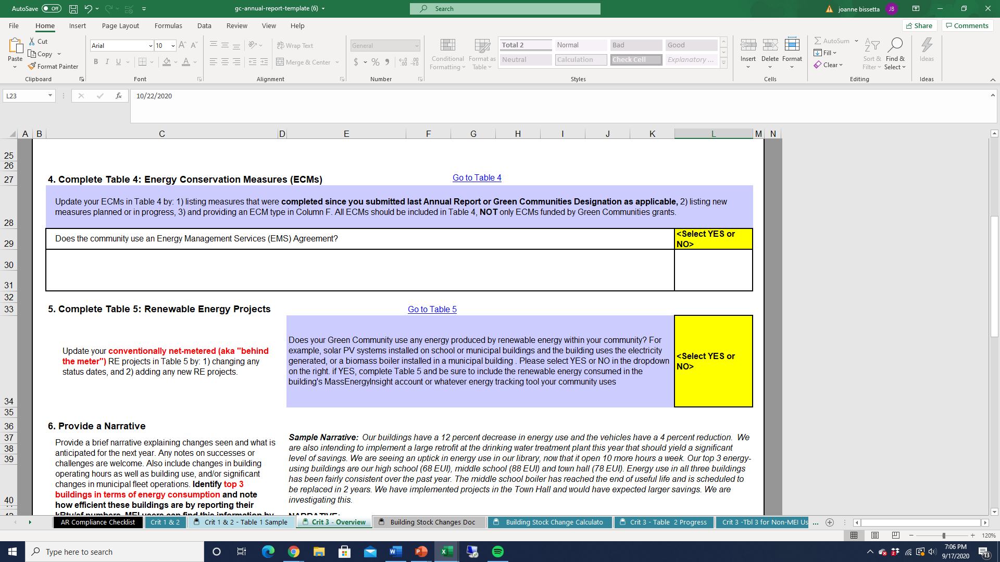 AutoSave Off gc-annual-report-template (6) Search joanne bissetta JB
File Home Insert Page Layout Formulas Data Review View Help Share Comments
Paste Cut Copy Format Painter
Arial 10 A A
B I U A
ab Wrap Text
Merge & Center
General
$ % 9 .00
Conditional Formatting Format as Table
Total 2 Normal Bad Good
Neutral Calculation Check Cell Explanatory ...
Insert Delete Format
AutoSum Fill Clear Sort & Filter Find & Select Ideas
Clipboard Font Alignment Number Styles Cells Editing Ideas
L23 fx 10/22/2020
A B C D E F G H I J K L M N
25
26
27 4. Complete Table 4: Energy Conservation Measures (ECMs) Go to Table 4
Update your ECMs in Table 4 by: 1) listing measures that were completed since you submitted last Annual Report or Green Communities Designation as applicable, 2) listing new
measures planned or in progress, 3) and providing an ECM type in Column F. All ECMs should be included in Table 4, NOT only ECMs funded by Green Communities grants.
28
29 Does the community use an Energy Management Services (EMS) Agreement? <Select YES or
NO>
30
31
32
33 5. Complete Table 5: Renewable Energy Projects Go to Table 5
Update your conventionally net-metered (aka "behind
the meter") RE projects in Table 5 by: 1) changing any
status dates, and 2) adding any new RE projects.
Does your Green Community use any energy produced by renewable energy within your community? For
example, solar PV systems installed on school or municipal buildings and the building uses the electricity
generated, or a biomass boiler installed in a municipal building . Please select YES or NO in the dropdown
on the right. if YES, complete Table 5 and be sure to include the renewable energy consumed in the
building's MassEnergyInsight account or whatever energy tracking tool your community uses
<Select YES or
NO>
34
35
36 6. Provide a Narrative
37
38
39
40
Provide a brief narrative explaining changes seen and what is
anticipated for the next year. Any notes on successes or
challenges are welcome. Also include changes in building
operating hours as well as building use, and/or significant
changes in municipal fleet operations. Identify top 3
buildings in terms of energy consumption and note
how efficient these buildings are by reporting their
kBtu/sf numbers. MEI users can find this information by
Sample Narrative: Our buildings have a 12 percent decrease in energy use and the vehicles have a 4 percent reduction. We
are also intending to implement a large retrofit at the drinking water treatment plant this year that should yield a significant
level of savings. We are seeing an uptick in energy use in our library, now that it open 10 more hours a week. Our top 3 energy-
using buildings are our high school (68 EUI), middle school (88 EUI) and town hall (78 EUI). Energy use in all three buildings
has been fairly consistent over the past year. The middle school boiler has reached the end of useful life and is scheduled to
be replaced in 2 years. We have implemented projects in the Town Hall and would have expected larger savings. We are
investigating this.
NARRATIVE:
AR Compliance Checklist Crit 1 & 2 Crit 1 & 2 - Table 1 Sample Crit 3 - Overview Building Stock Changes Doc Building Stock Change Calculato Crit 3 - Table 2 Progress Crit 3 -Tbl 3 for Non-MEI Us ...
120%
Type here to search
7:06 PM
9/17/2020
13